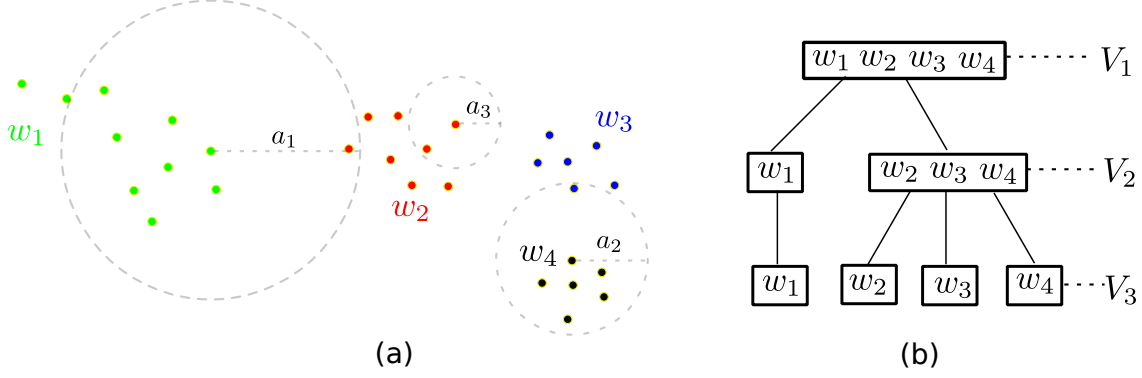 w₁
a₁
a₃
w₂
w₃
w₄
a₂
(a)
w₁ w₂ w₃ w₄ V₁
w₁ w₂ w₃ w₄ V₂
w₁ w₂ w₃ w₄ V₃
(b)